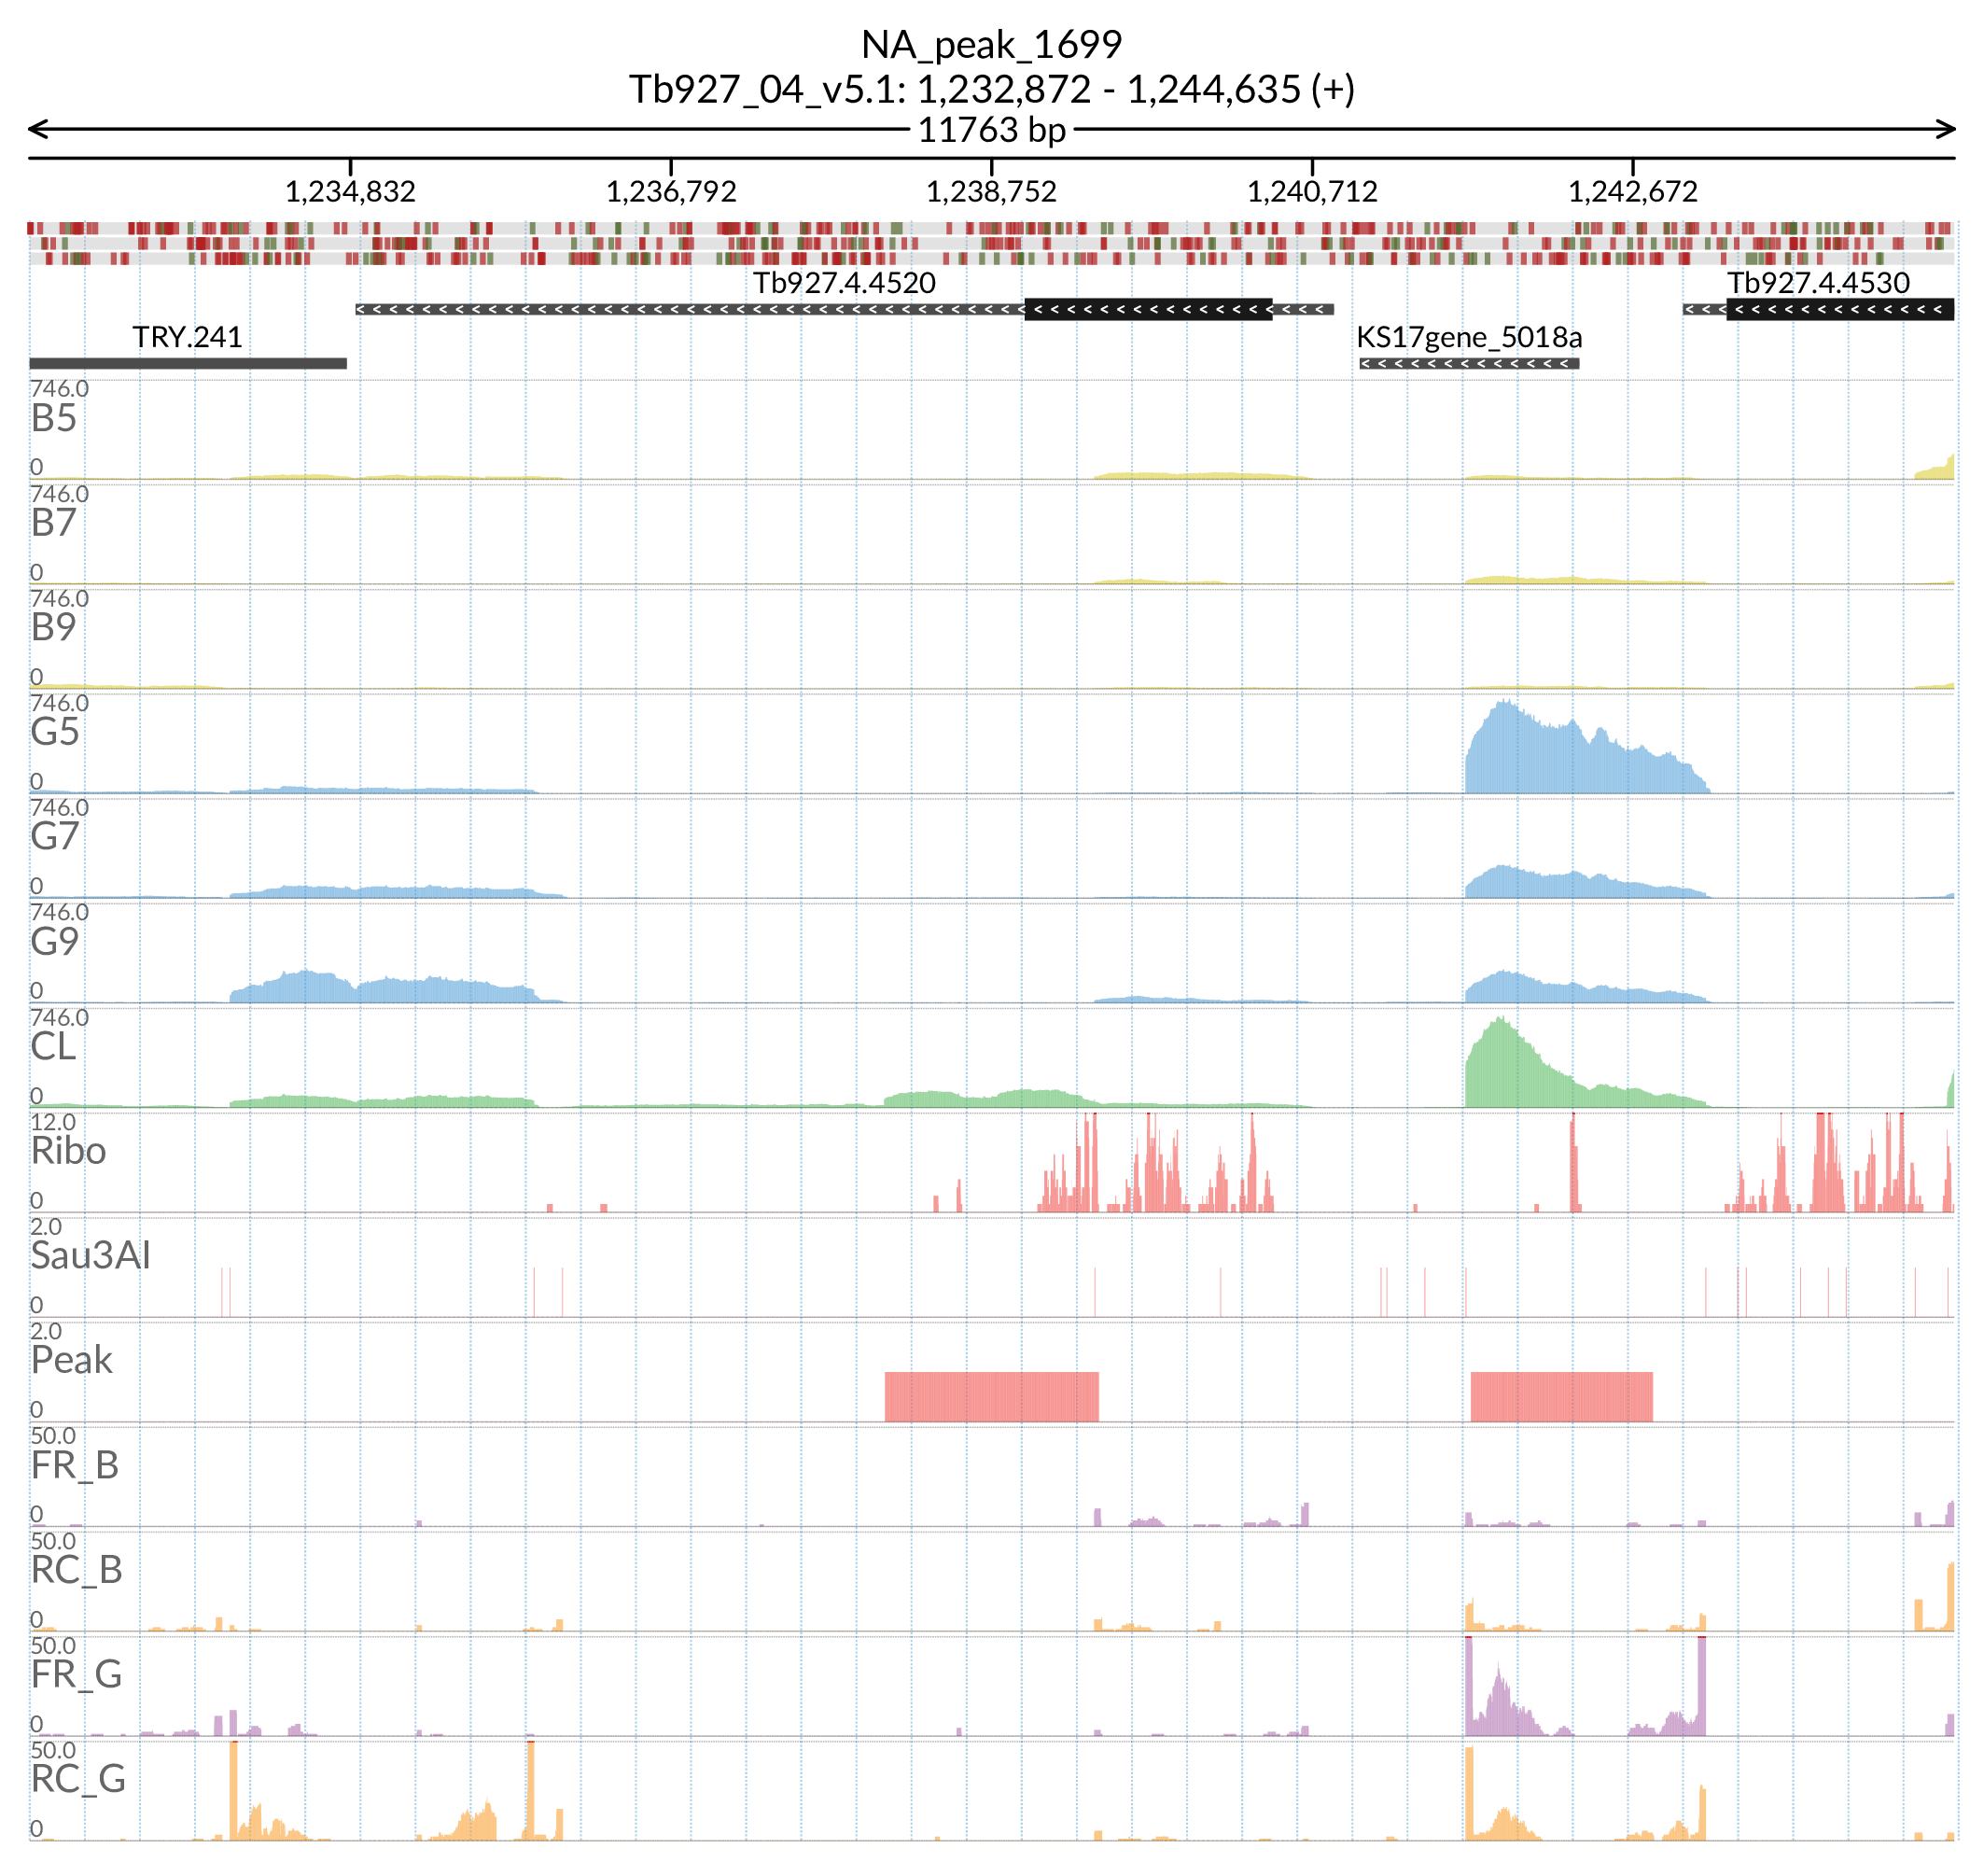 NA_peak_1699
Tb927_04_v5.1: 1,232,872 - 1,244,635 (+)
11763 bp
1,234,832 1,236,792 1,238,752 1,240,712 1,242,672
Tb927.4.4520 Tb927.4.4530
TRY.241 KS17gene_5018a
746.0
B5
0
746.0
B7
0
746.0
B9
0
746.0
G5
0
746.0
G7
0
746.0
G9
0
746.0
CL
0
12.0
Ribo
0
2.0
Sau3AI
0
2.0
Peak
0
50.0
FR_B
0
50.0
RC_B
0
50.0
FR_G
0
50.0
RC_G
0